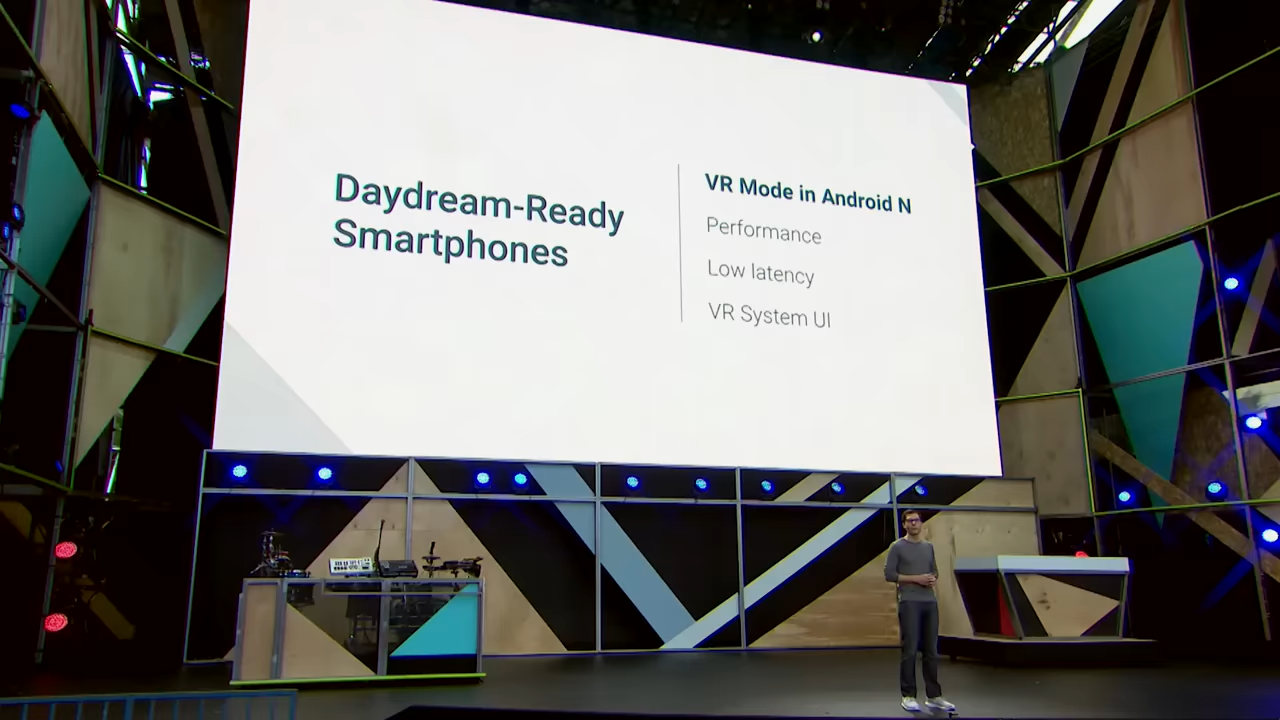 Daydream-Ready
Smartphones
VR Mode in Android N
Performance
Low latency
VR System UI